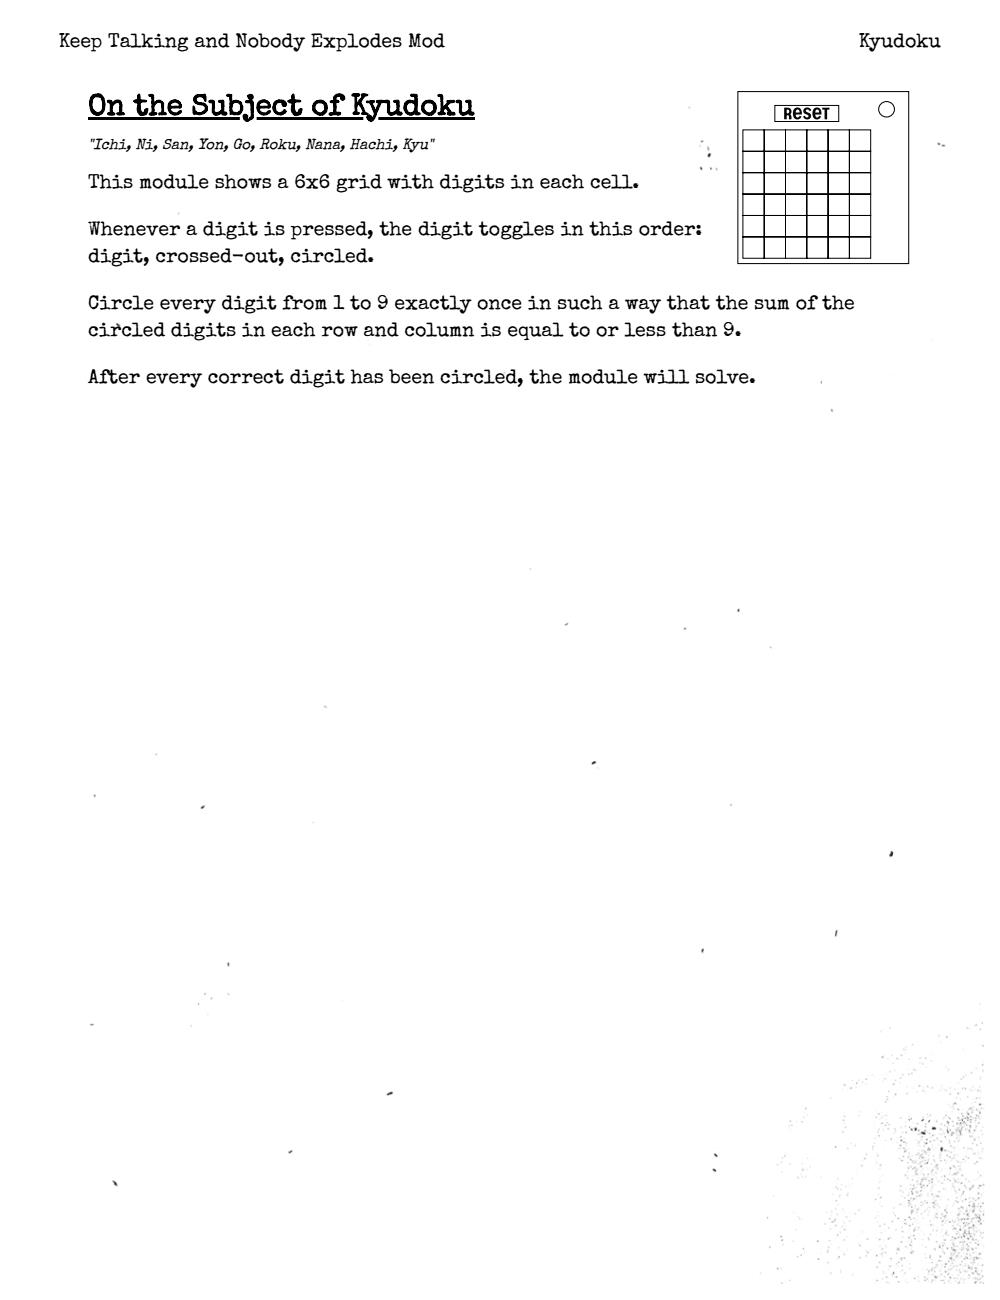 Keep Talking and Nobody Explodes Mod
Kyudoku
On the Subject of Kyudoku
RESET
"Ichi, Ni, San, Yon, Go, Roku, Nana, Hachi, Kyu"
This module shows a 6x6 grid with digits in each cell.
Whenever a digit is pressed, the digit toggles in this order:
digit, crossed-out, circled.
Circle every digit from 1 to 9 exactly once in such a way that the sum of the
circled digits in each row and column is equal to or less than 9.
After every correct digit has been circled, the module will solve.